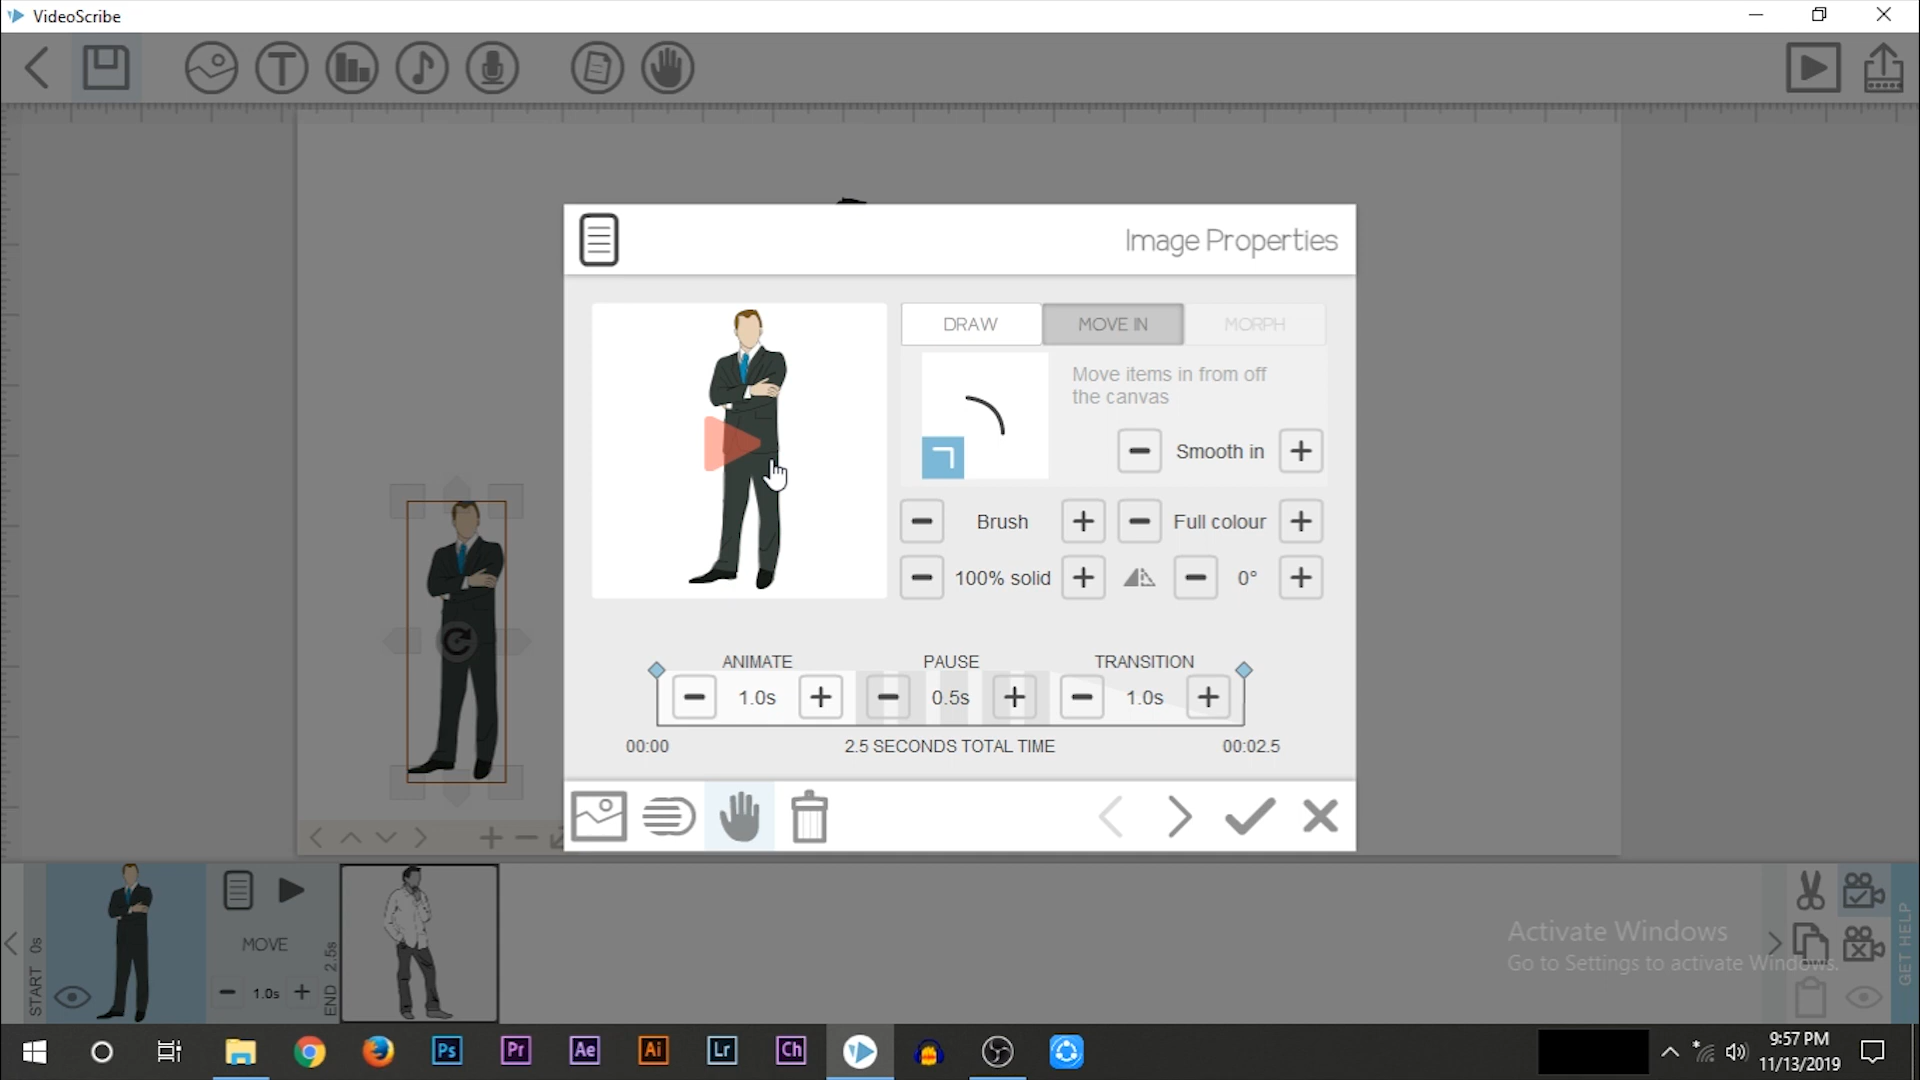 VideoScribe
Image Properties
DRAW
MOVE IN
MORPH
Move items in from off
the canvas
Smooth in
Brush
Full colour
100% solid
0°
ANIMATE
PAUSE
TRANSITION
1.0s
0.5s
1.0s
00:00
2.5 SECONDS TOTAL TIME
00:02.5
START 0s
MOVE
1.0s
END 2.5s
Activate Windows
Go to Settings to activate Windows.
GET HELP
Ps
Pr
Ae
Ai
Lr
Ch
9:57 PM
11/13/2019